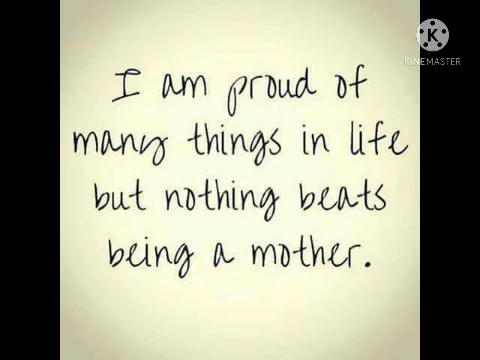 KINEMASTER
I am proud of
many things in life
but nothing beats
being a mother.